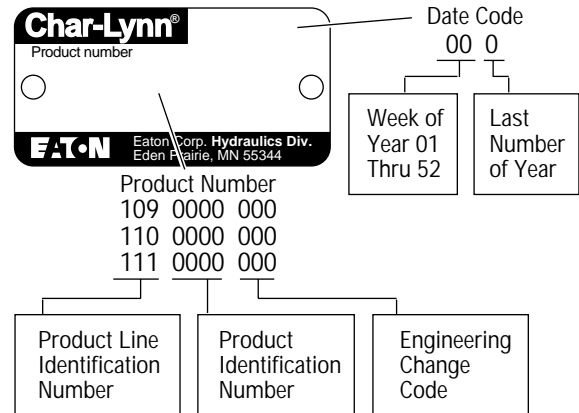 Char-Lynn®
Product number
EATON Eaton Corp. Hydraulics Div.
Eden Prairie, MN 55344
Date Code
00 0
Week of
Year 01
Thru 52
Last
Number
of Year
Product Number
109 0000 000
110 0000 000
111 0000 000
Product Line
Identification
Number
Product
Identification
Number
Engineering
Change
Code